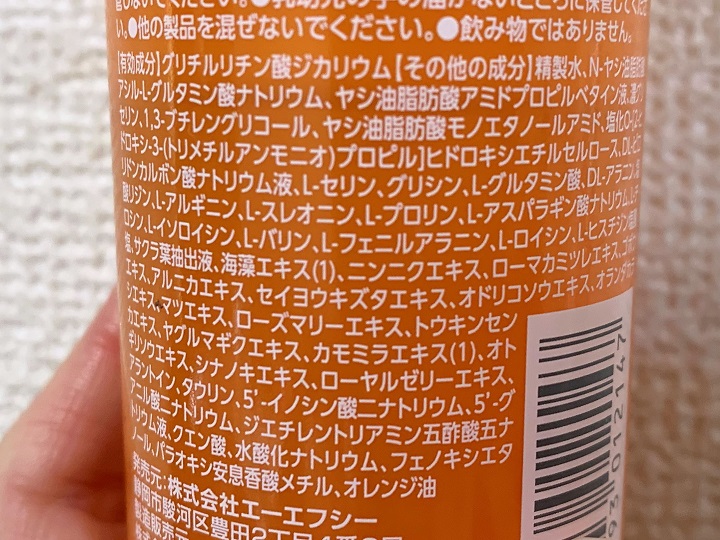 管しないでください。●乳幼児の手の届かないところに保管してくださ
い。●他の製品を混ぜないでください。●飲み物ではありません。
【有効成分】グリチルリチン酸ジカリウム【その他の成分】精製水、N-ヤシ油脂肪酸
アシル-L-グルタミン酸ナトリウム、ヤシ油脂肪酸アミドプロピルベタイン液、濃グリ
セリン、1,3-ブチレングリコール、ヤシ油脂肪酸モノエタノールアミド、塩化O-[2-ヒ
ドロキシ-3-(トリメチルアンモニオ)プロピル]ヒドロキシエチルセルロース、DL-ピロ
リドンカルボン酸ナトリウム液、L-セリン、グリシン、L-グルタミン酸、DL-アラニン、塩
酸リジン、L-アルギニン、L-スレオニン、L-プロリン、L-アスパラギン酸ナトリウム、L-チ
ロシン、L-イソロイシン、L-バリン、L-フェニルアラニン、L-ロイシン、L-ヒスチジン塩酸
塩、サクラ葉抽出液、海藻エキス(1)、ニンニクエキス、ローマカミツレエキス、ゴボウ
エキス、アルニカエキス、セイヨウキズタエキス、オドリコソウエキス、オランダカラ
シエキス、マツエキス、ローズマリーエキス、トウキンセン
カエキス、ヤグルマギクエキス、カモミラエキス(1)、オト
ギリソウエキス、シナノキエキス、ローヤルゼリーエキス、
アラントイン、タウリン、5'-イノシン酸二ナトリウム、5'-グ
アニル酸二ナトリウム、ジエチレントリアミン五酢酸五ナ
トリウム液、クエン酸、水酸化ナトリウム、フェノキシエタ
ノール、パラオキシ安息香酸メチル、オレンジ油
発売元:株式会社エーエフシー
静岡市駿河区豊田2丁目4番3号
製造販売元